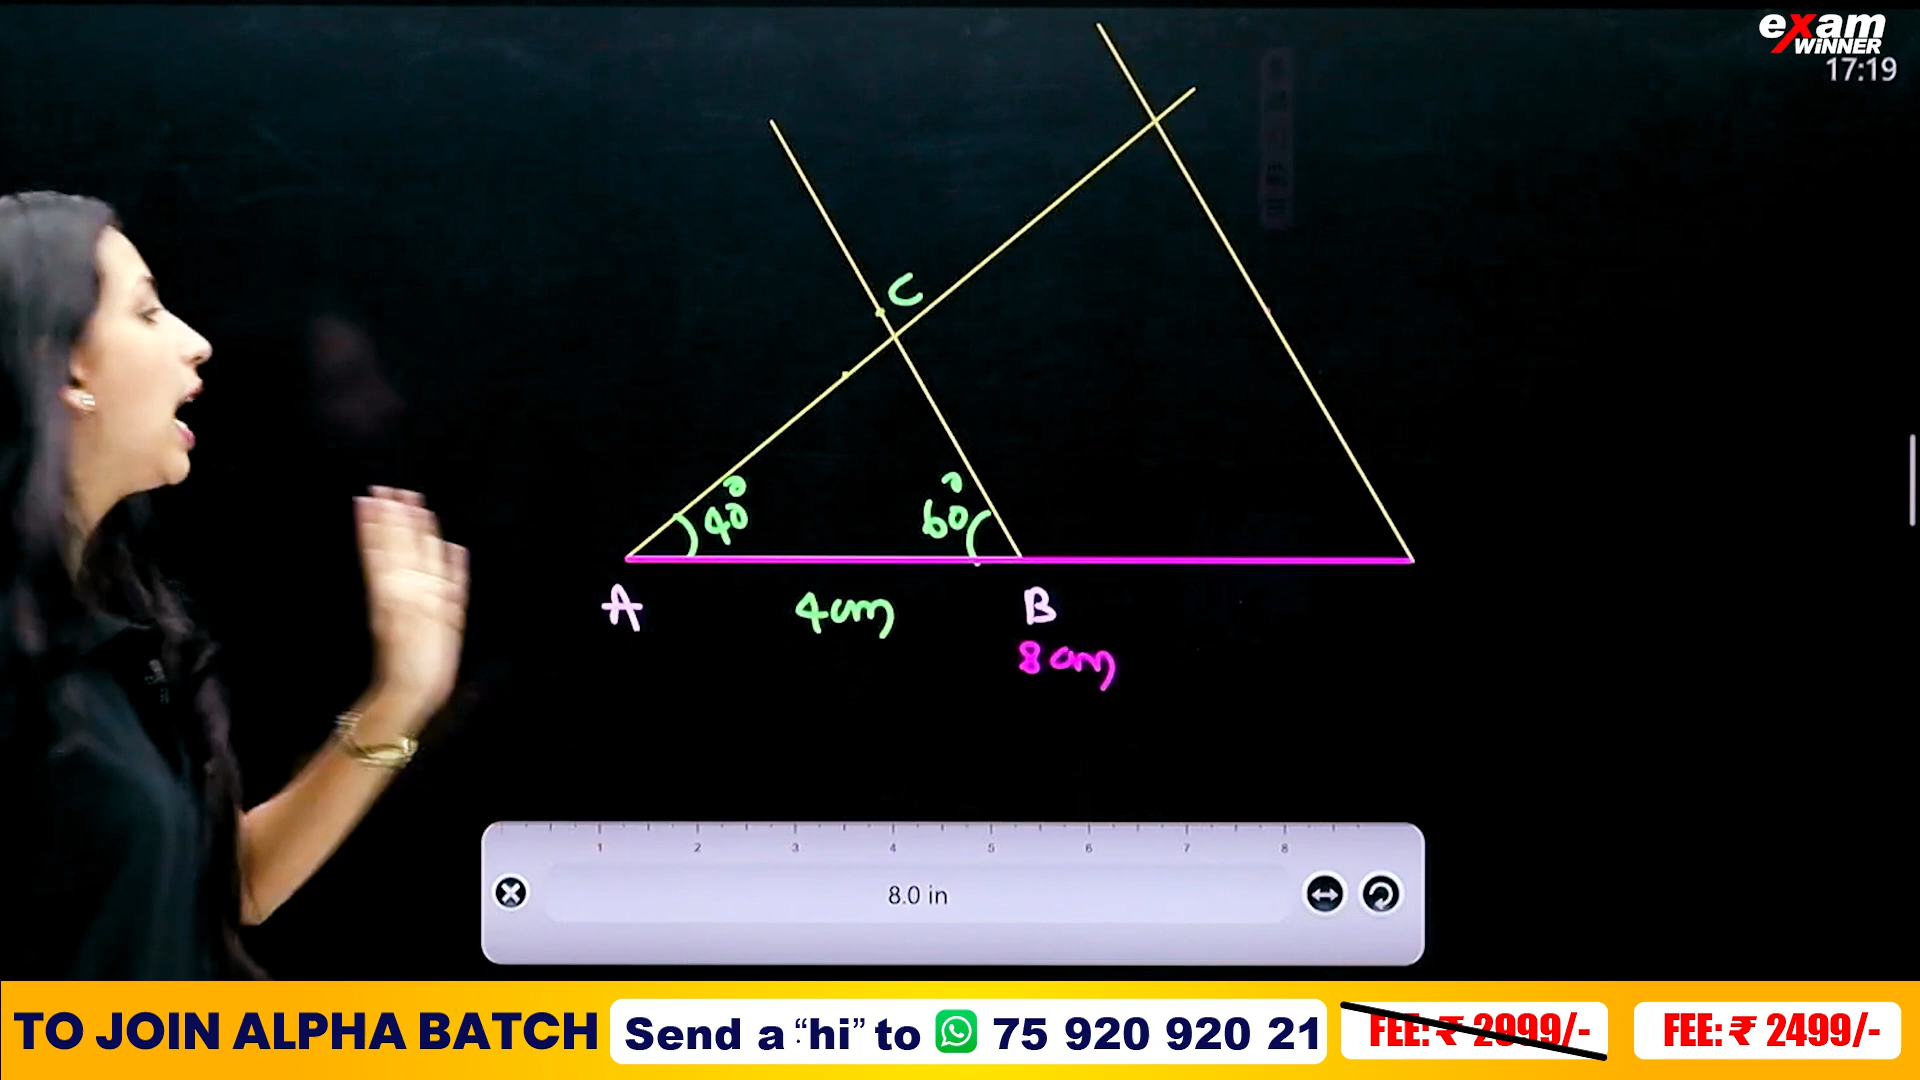 exam
WINNER
17:19
C
40°
60°
A
4cm
B
8cm
1 2 3 4 5 6 7 8
8.0 in
TO JOIN ALPHA BATCH
Send a “hi” to 75 920 920 21
FEE: ₹ 2999/-
FEE: ₹ 2499/-